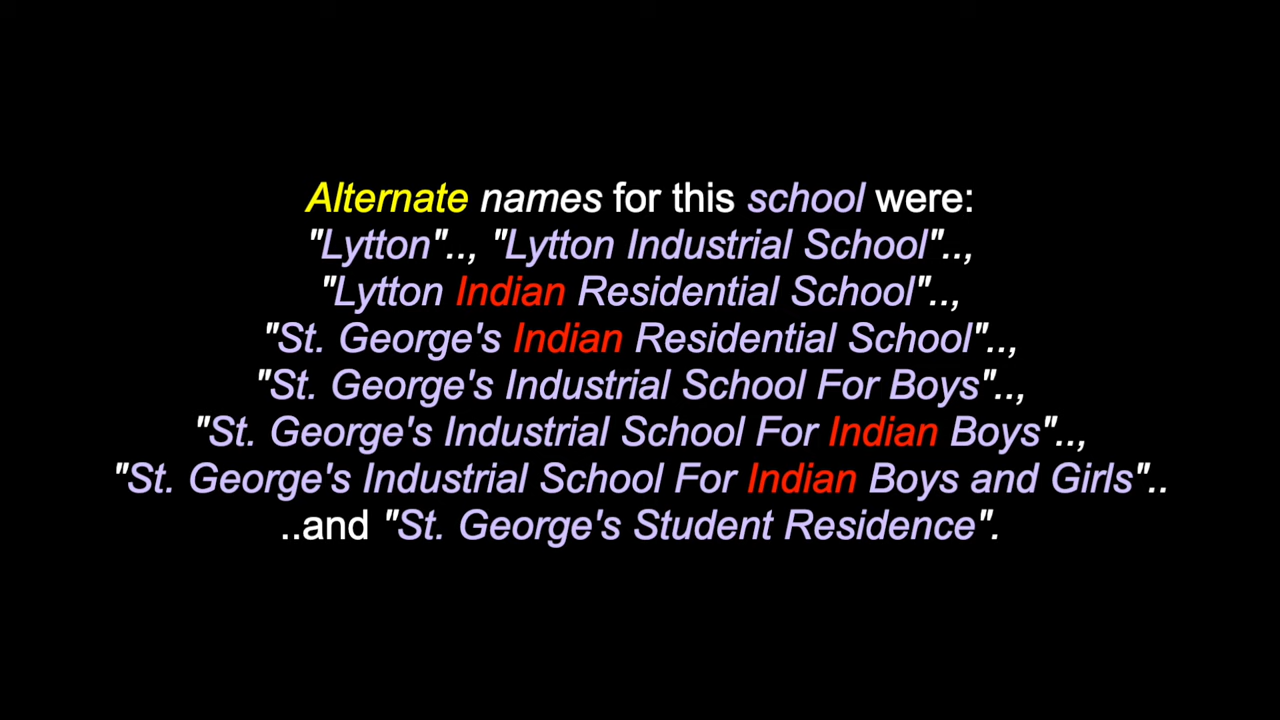 Alternate names for this school were:
"Lytton".., "Lytton Industrial School"..,
"Lytton Indian Residential School"..,
"St. George's Indian Residential School"..,
"St. George's Industrial School For Boys"..,
"St. George's Industrial School For Indian Boys"..,
"St. George's Industrial School For Indian Boys and Girls"..
..and "St. George's Student Residence".